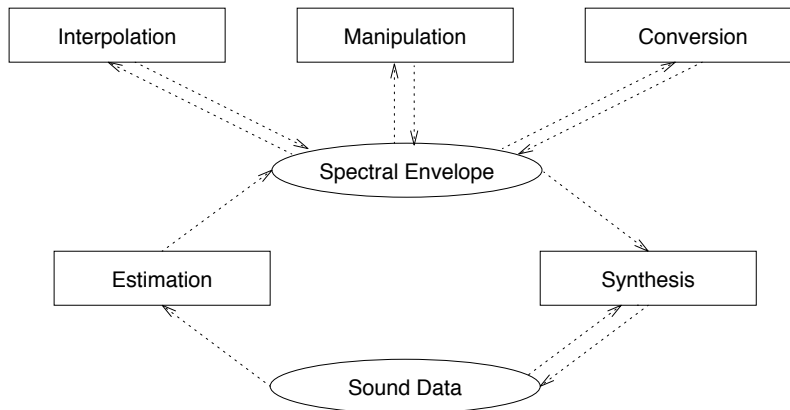 Interpolation
Manipulation
Conversion
Spectral Envelope
Estimation
Synthesis
Sound Data